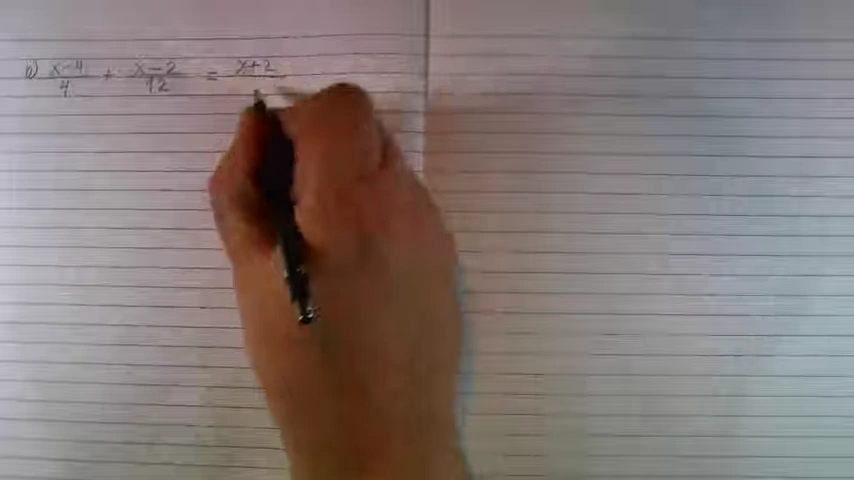 b) x-4/4 + x-2/12 = x+2/